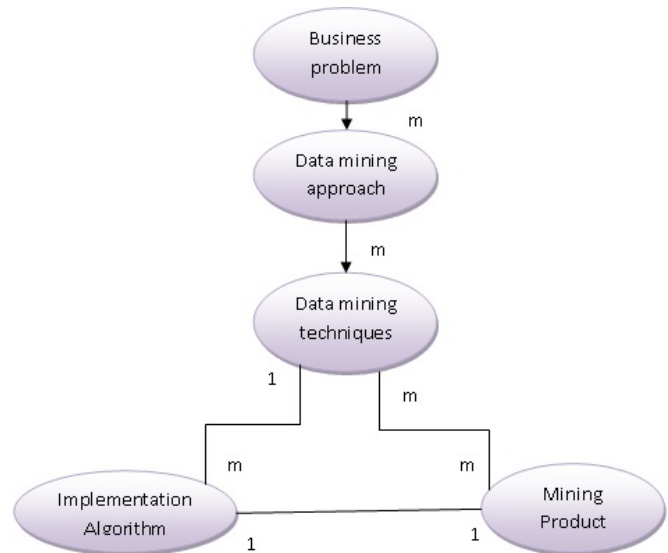 Business
problem
m
Data mining
approach
m
Data mining
techniques
1
m
m
m
Implementation
Algorithm
Mining
Product
1
1